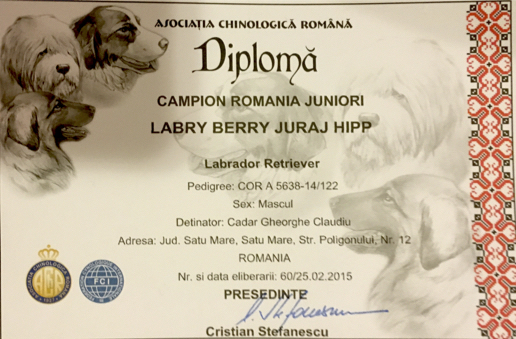 ASOCIAȚIA CHINOLOGICĂ ROMÂNĂ
Diplomă
CAMPION ROMANIA JUNIORI
LABRY BERRY JURAJ HIPP
Labrador Retriever
Pedigree: COR A 5638-14/122
Sex: Mascul
Detinator: Cadar Gheorghe Claudiu
Adresa: Jud. Satu Mare, Satu Mare, Str. Poligonului, Nr. 12
ROMANIA
Nr. si data eliberarii: 60/25.02.2015
PRESEDINTE
Cristian Stefanescu
FCI